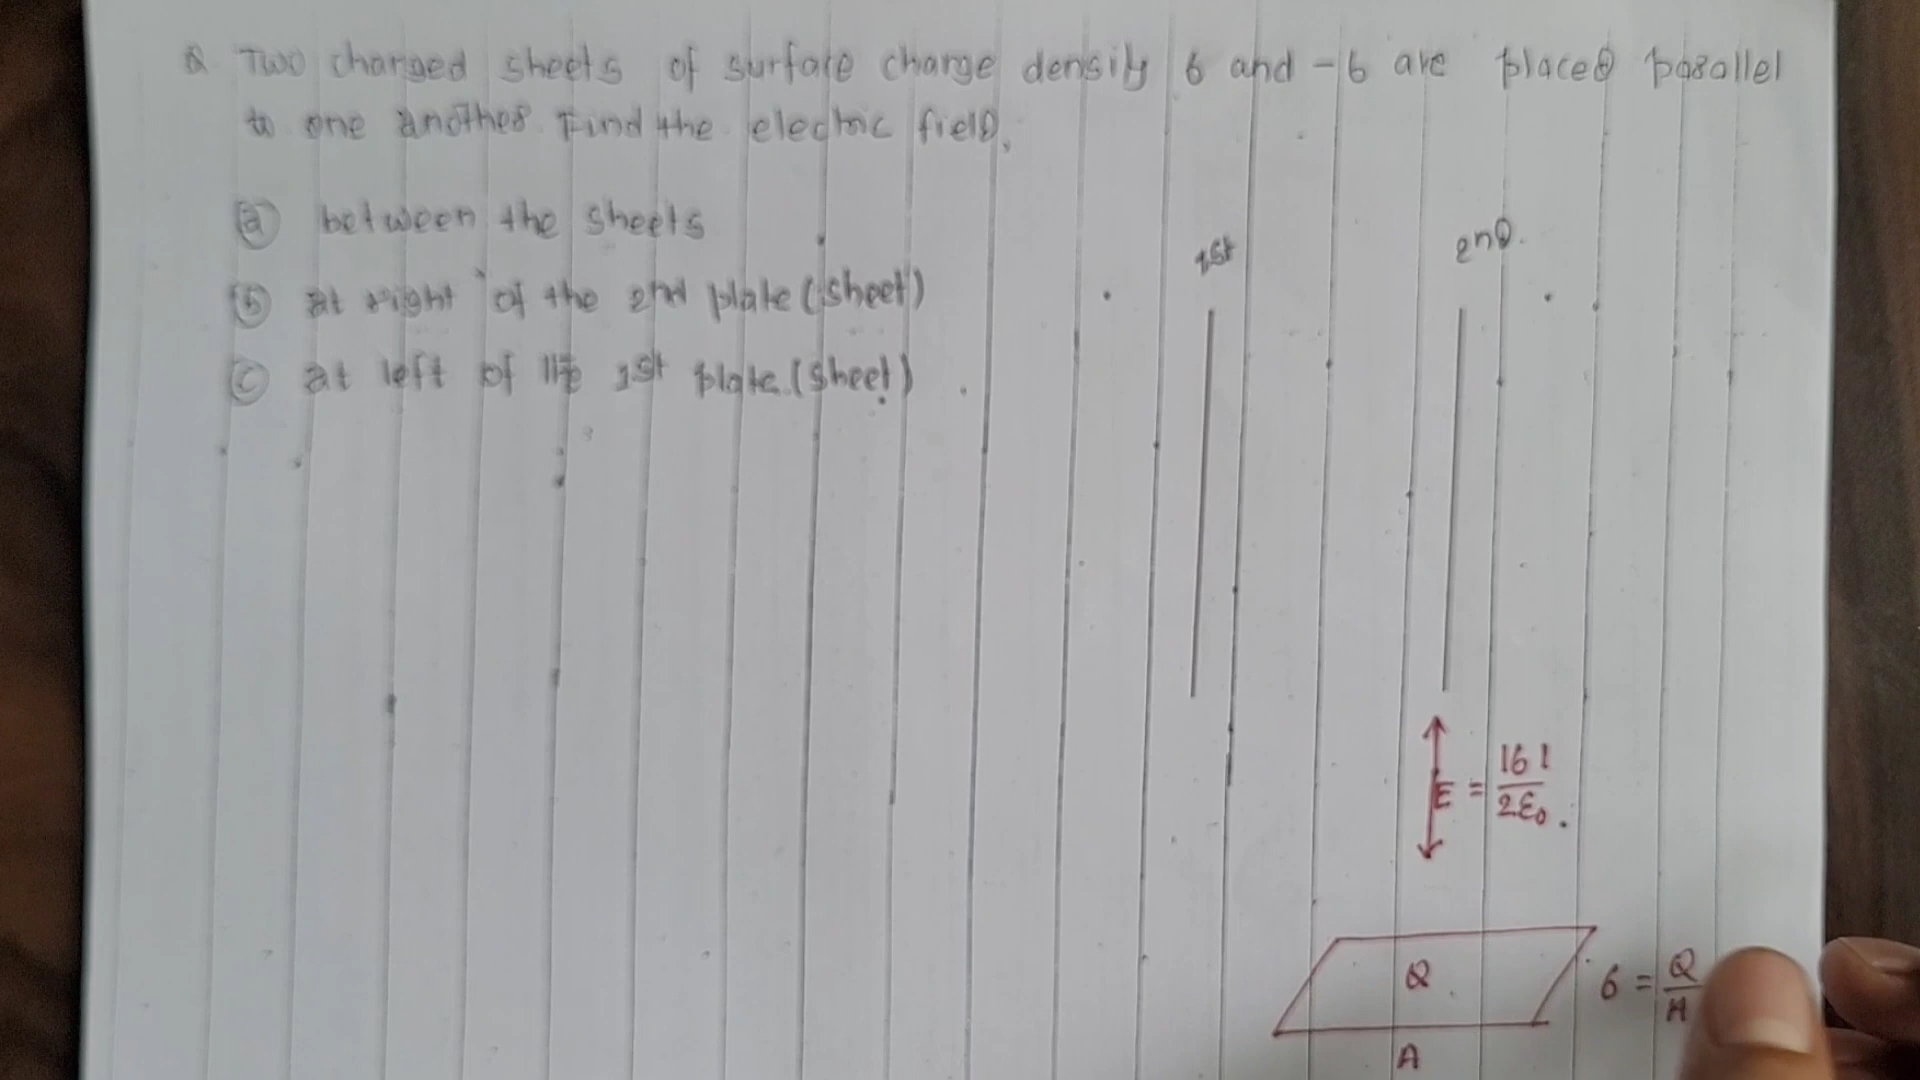 Q Two charged sheets of surface charge density σ and -σ are placed parallel
to one another Find the electric field.
(a) between the sheets
(b) at right of the 2nd plate (sheet)
(c) at left of the 1st plate.(sheet)
1st
2nd.
E = |σ| / 2ε₀.
Q
σ = Q / A
A